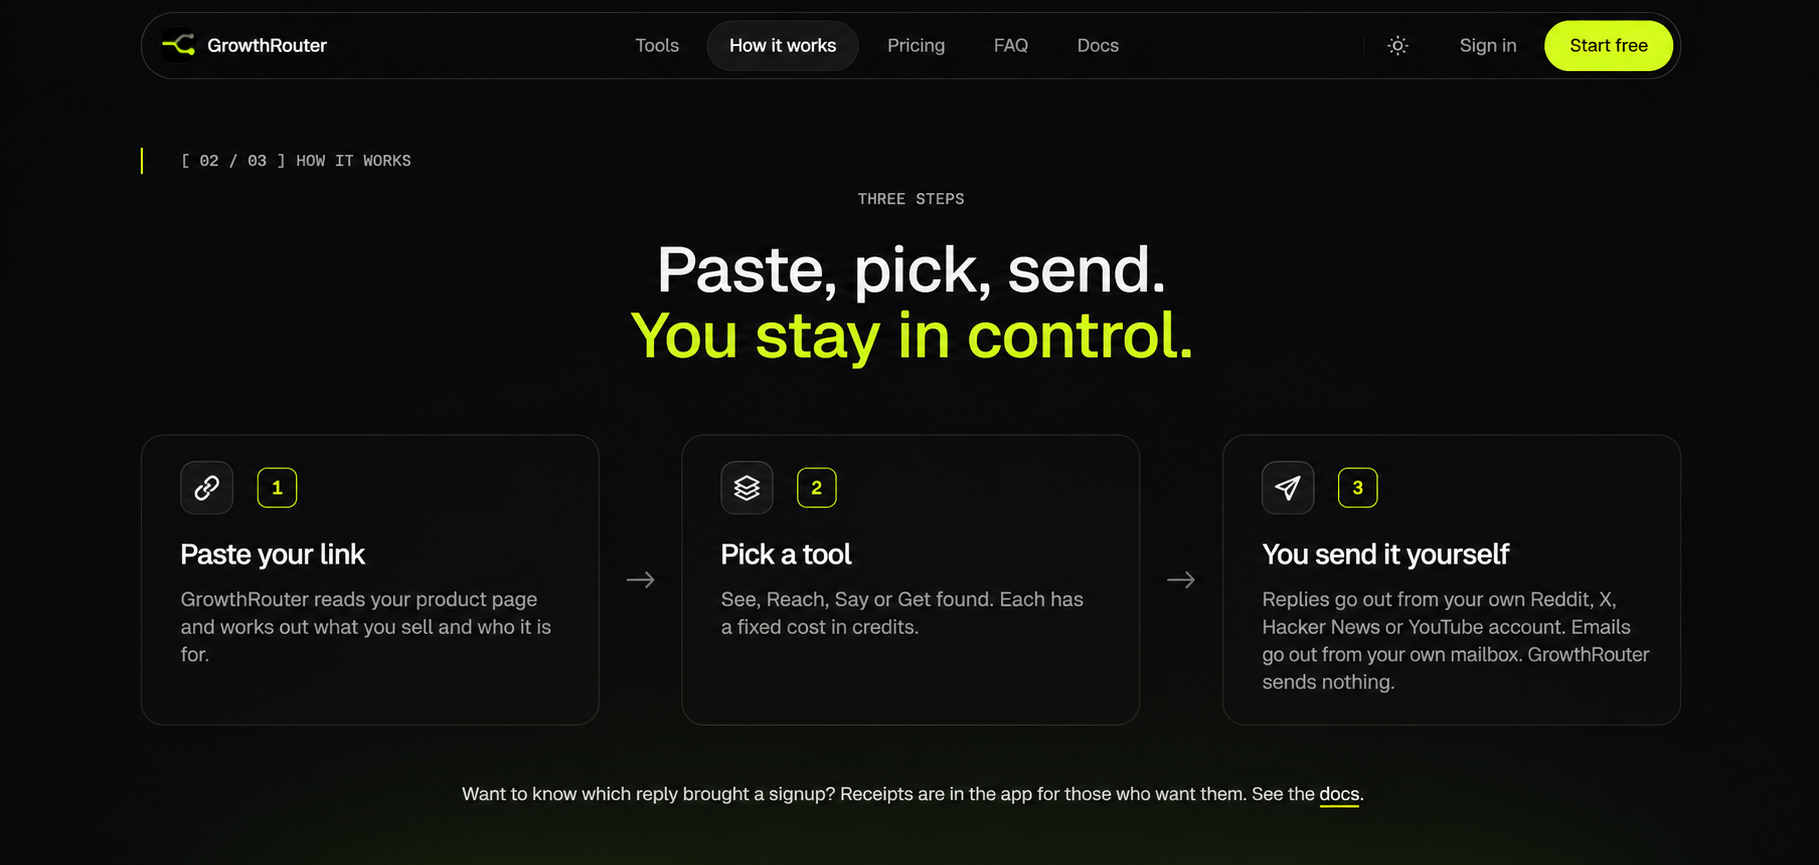 GrowthRouter
Tools
How it works
Pricing
FAQ
Docs
Sign in
Start free
[ 02 / 03 ] HOW IT WORKS
THREE STEPS
Paste, pick, send.
You stay in control.
1
Paste your link
GrowthRouter reads your product page
and works out what you sell and who it is
for.
2
Pick a tool
See, Reach, Say or Get found. Each has
a fixed cost in credits.
3
You send it yourself
Replies go out from your own Reddit, X,
Hacker News or YouTube account. Emails
go out from your own mailbox. GrowthRouter
sends nothing.
Want to know which reply brought a signup? Receipts are in the app for those who want them. See the docs.